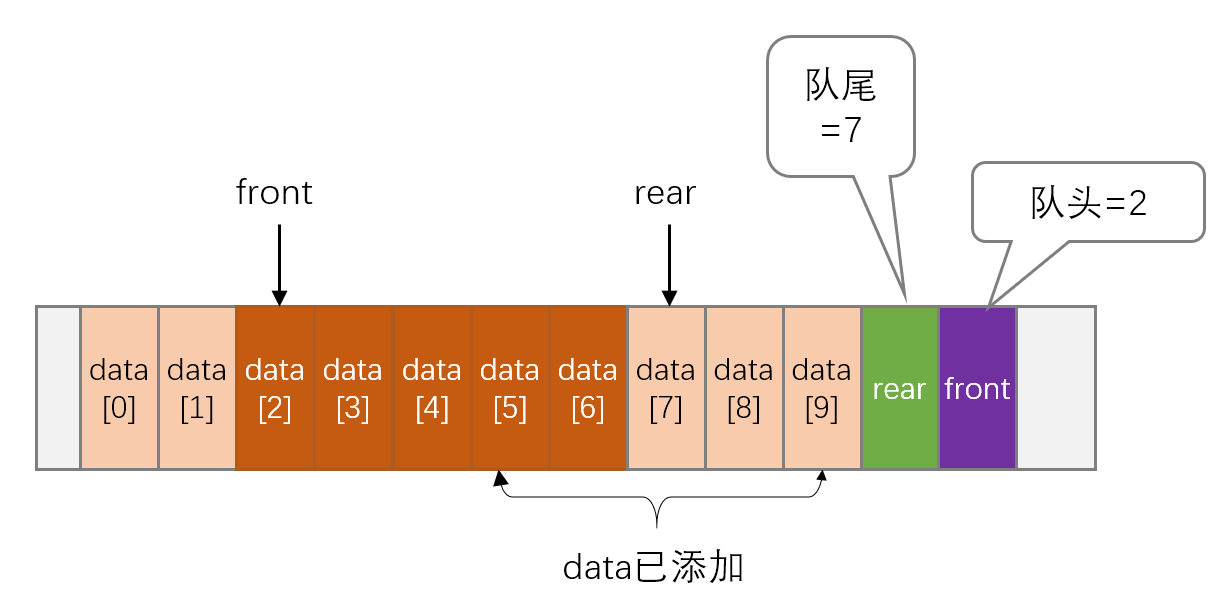 队尾
=7
队头=2
front
rear
data
[0]
data
[1]
data
[2]
data
[3]
data
[4]
data
[5]
data
[6]
data
[7]
data
[8]
data
[9]
rear
front
data已添加